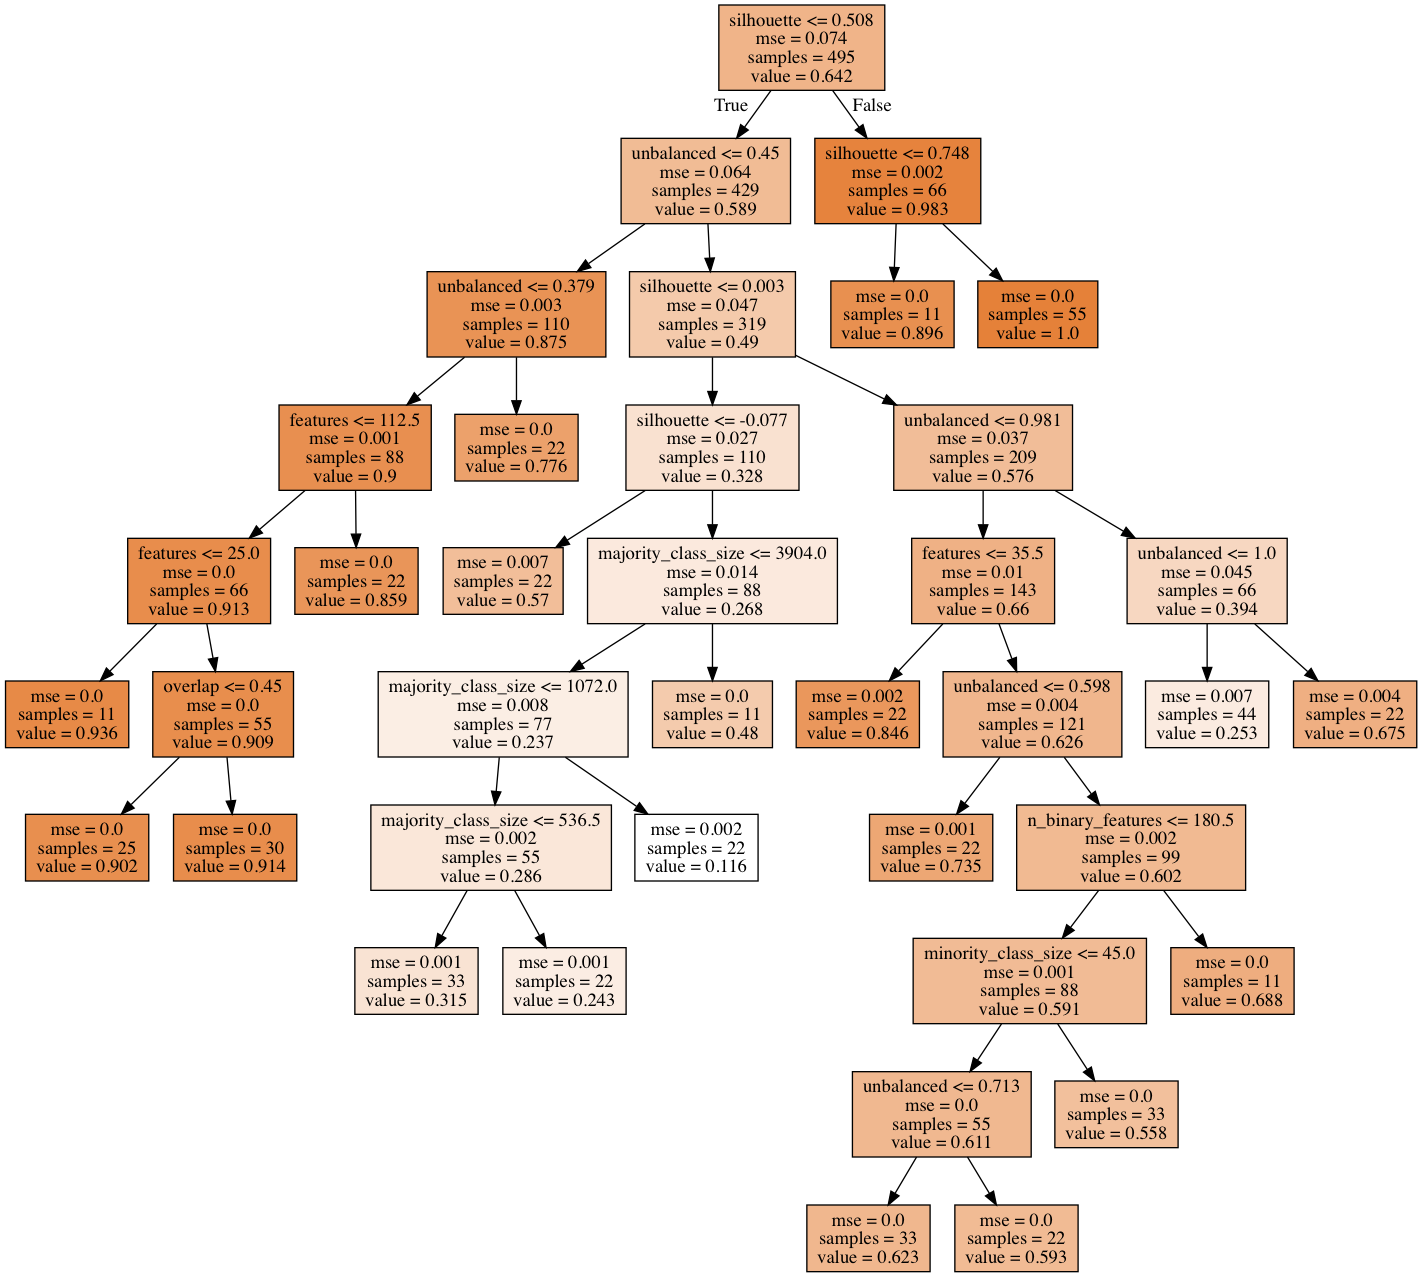 silhouette <= 0.508
mse = 0.074
samples = 495
value = 0.642
True
False
unbalanced <= 0.45
mse = 0.064
samples = 429
value = 0.589
silhouette <= 0.748
mse = 0.002
samples = 66
value = 0.983
unbalanced <= 0.379
mse = 0.003
samples = 110
value = 0.875
silhouette <= 0.003
mse = 0.047
samples = 319
value = 0.49
mse = 0.0
samples = 11
value = 0.896
mse = 0.0
samples = 55
value = 1.0
features <= 112.5
mse = 0.001
samples = 88
value = 0.9
mse = 0.0
samples = 22
value = 0.776
silhouette <= -0.077
mse = 0.027
samples = 110
value = 0.328
unbalanced <= 0.981
mse = 0.037
samples = 209
value = 0.576
features <= 25.0
mse = 0.0
samples = 66
value = 0.913
mse = 0.0
samples = 22
value = 0.859
mse = 0.007
samples = 22
value = 0.57
majority_class_size <= 3904.0
mse = 0.014
samples = 88
value = 0.268
features <= 35.5
mse = 0.01
samples = 143
value = 0.66
unbalanced <= 1.0
mse = 0.045
samples = 66
value = 0.394
mse = 0.0
samples = 11
value = 0.936
overlap <= 0.45
mse = 0.0
samples = 55
value = 0.909
majority_class_size <= 1072.0
mse = 0.008
samples = 77
value = 0.237
mse = 0.0
samples = 11
value = 0.48
mse = 0.002
samples = 22
value = 0.846
unbalanced <= 0.598
mse = 0.004
samples = 121
value = 0.626
mse = 0.007
samples = 44
value = 0.253
mse = 0.004
samples = 22
value = 0.675
mse = 0.0
samples = 25
value = 0.902
mse = 0.0
samples = 30
value = 0.914
majority_class_size <= 536.5
mse = 0.002
samples = 55
value = 0.286
mse = 0.002
samples = 22
value = 0.116
mse = 0.001
samples = 22
value = 0.735
n_binary_features <= 180.5
mse = 0.002
samples = 99
value = 0.602
mse = 0.001
samples = 33
value = 0.315
mse = 0.001
samples = 22
value = 0.243
minority_class_size <= 45.0
mse = 0.001
samples = 88
value = 0.591
mse = 0.0
samples = 11
value = 0.688
unbalanced <= 0.713
mse = 0.0
samples = 55
value = 0.611
mse = 0.0
samples = 33
value = 0.558
mse = 0.0
samples = 33
value = 0.623
mse = 0.0
samples = 22
value = 0.593